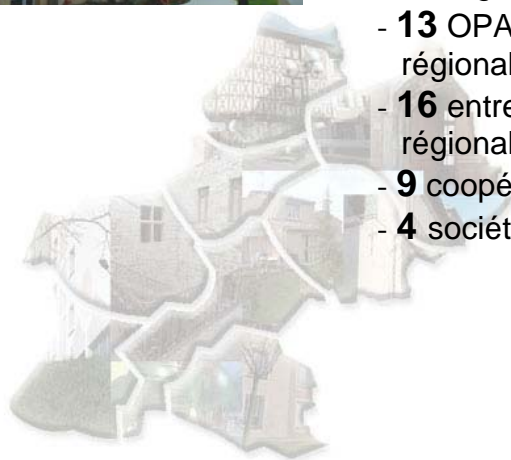 - 13 OPA
régional
- 16 entre
régional
- 9 coopé
- 4 sociét